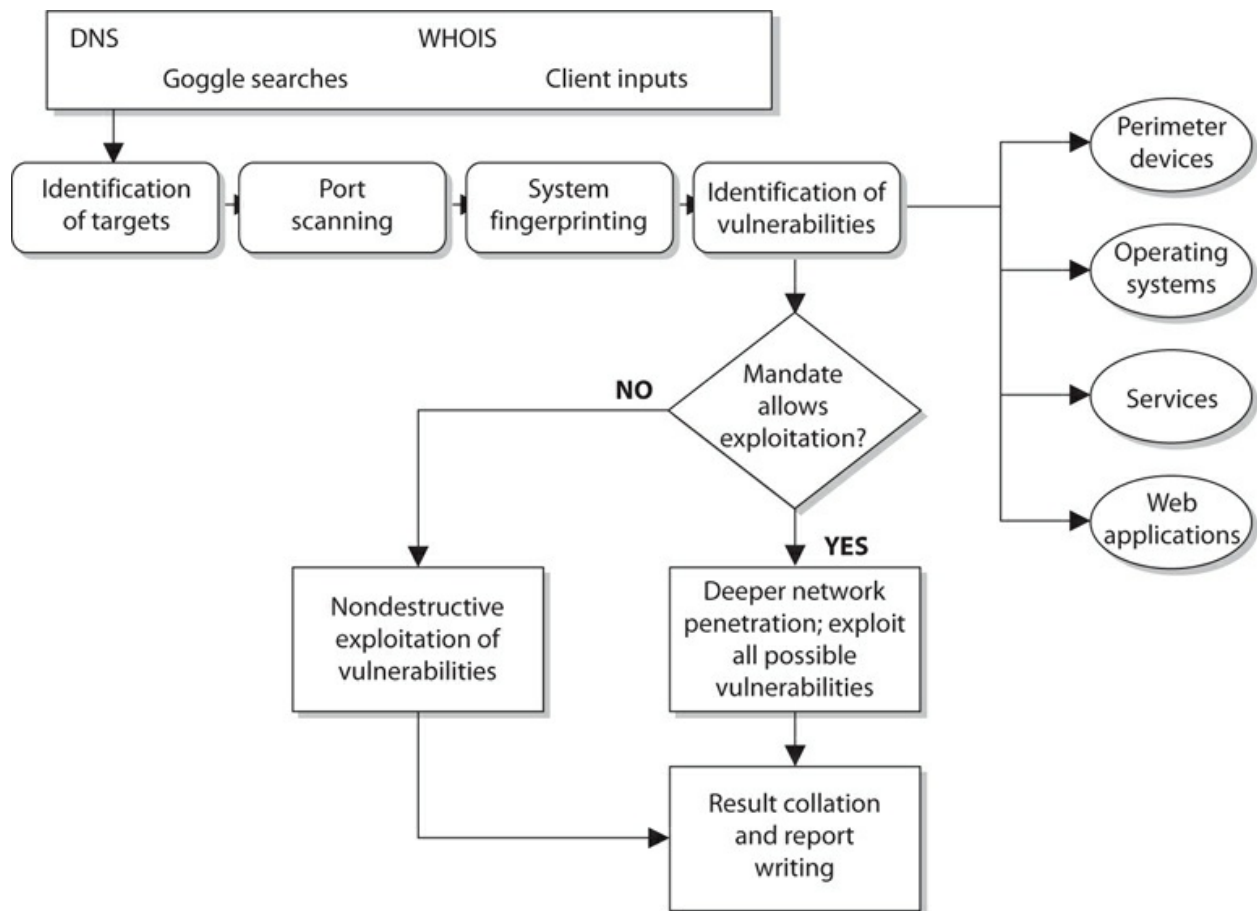 DNS
WHOIS
Goggle searches
Client inputs
Identification
of targets
Port
scanning
System
fingerprinting
Identification of
vulnerabilities
Perimeter
devices
Operating
systems
Services
Web
applications
Mandate
allows
exploitation?
NO
YES
Nondestructive
exploitation of
vulnerabilities
Deeper network
penetration; exploit
all possible
vulnerabilities
Result collation
and report
writing